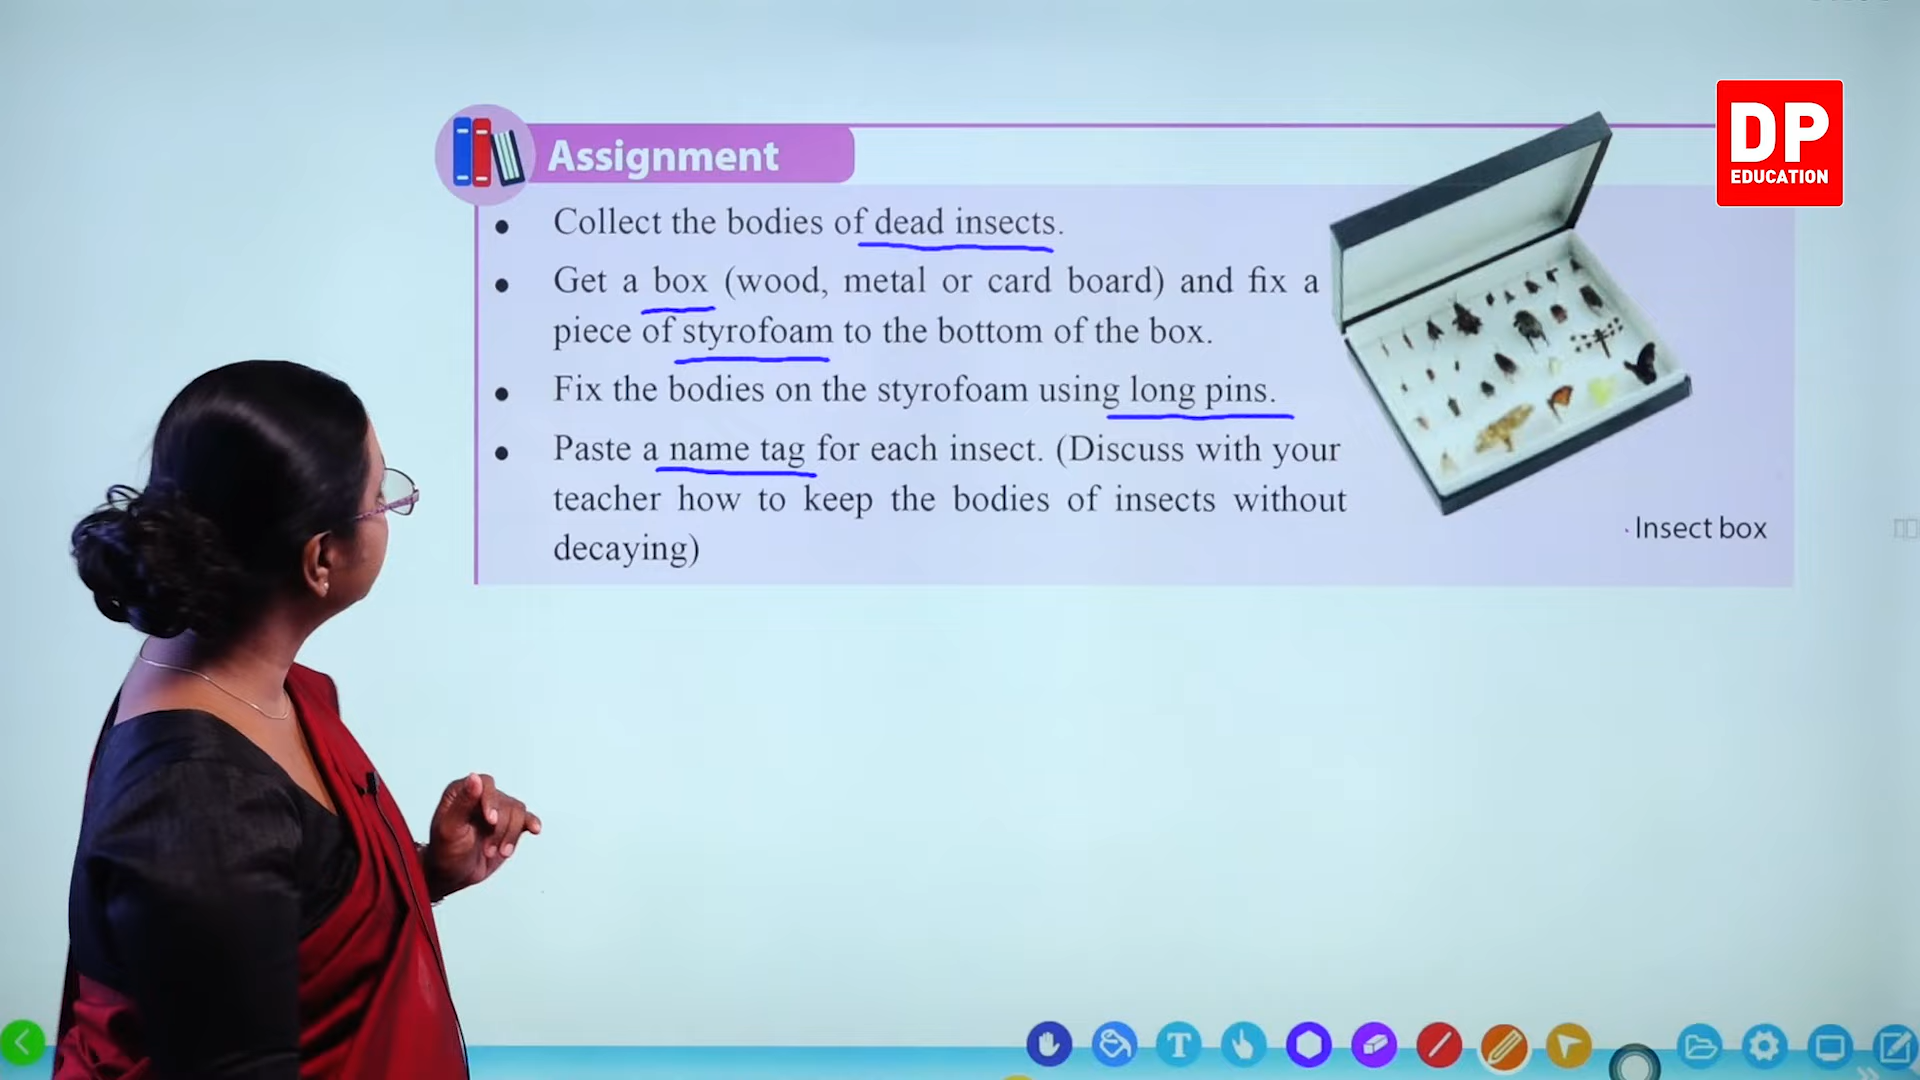 DP
EDUCATION
Assignment
• Collect the bodies of dead insects.
• Get a box (wood, metal or card board) and fix a
piece of styrofoam to the bottom of the box.
• Fix the bodies on the styrofoam using long pins.
• Paste a name tag for each insect. (Discuss with your
teacher how to keep the bodies of insects without
decaying)
Insect box
T